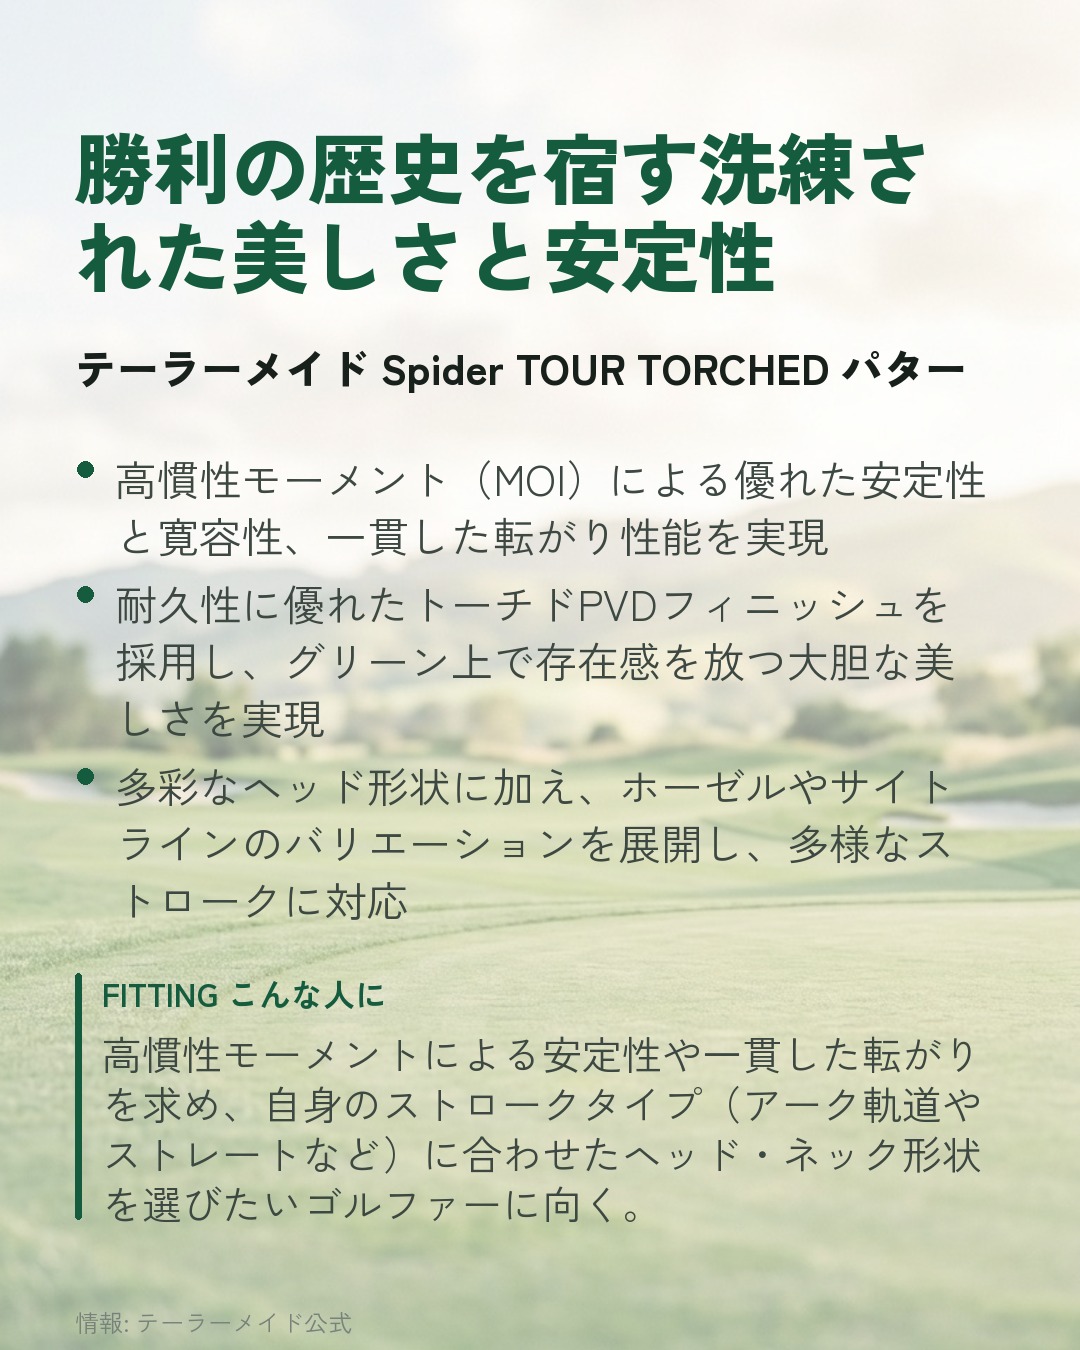 勝利の歴史を宿す洗練さ
れた美しさと安定性
テーラーメイド Spider TOUR TORCHED パター
高慣性モーメント（MOI）による優れた安定性
と寛容性、一貫した転がり性能を実現
耐久性に優れたトーチドPVDフィニッシュを
採用し、グリーン上で存在感を放つ大胆な美
しさを実現
多彩なヘッド形状に加え、ホーゼルやサイト
ラインのバリエーションを展開し、多様なス
トロークに対応
FITTING こんな人に
高慣性モーメントによる安定性や一貫した転がり
を求め、自身のストロークタイプ（アーク軌道や
ストレートなど）に合わせたヘッド・ネック形状
を選びたいゴルファーに向く。
情報: テーラーメイド公式